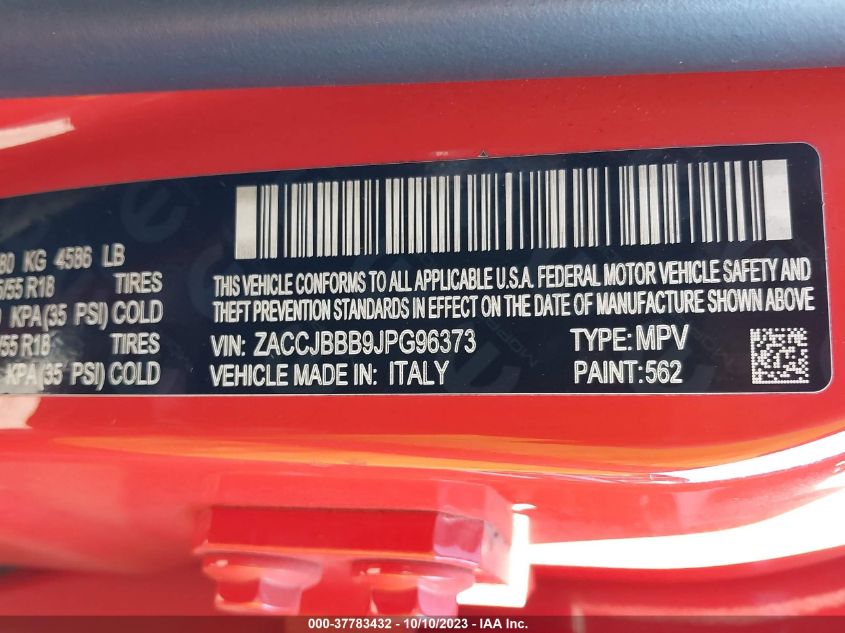 80 KG 4586 LB
/55 R18 TIRES
KPA(35 PSI) COLD
55 R18 TIRES
KPA(35 PSI) COLD
THIS VEHICLE CONFORMS TO ALL APPLICABLE U.S.A. FEDERAL MOTOR VEHICLE SAFETY AND
THEFT PREVENTION STANDARDS IN EFFECT ON THE DATE OF MANUFACTURE SHOWN ABOVE
VIN: ZACCJBBB9JPG96373 TYPE: MPV
VEHICLE MADE IN: ITALY PAINT:562
000-37783432 - 10/10/2023 - IAA Inc.